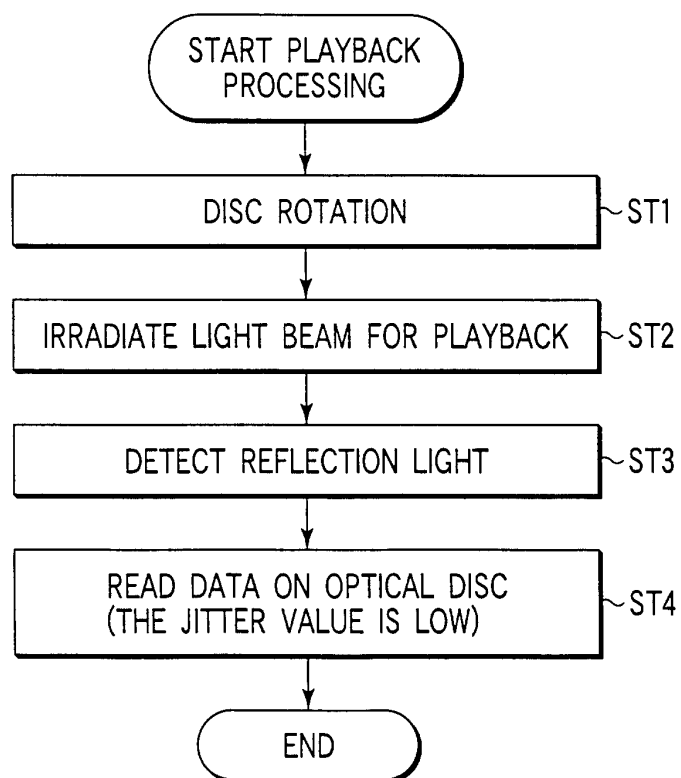 START PLAYBACK
PROCESSING
DISC ROTATION
ST1
IRRADIATE LIGHT BEAM FOR PLAYBACK
ST2
DETECT REFLECTION LIGHT
ST3
READ DATA ON OPTICAL DISC
(THE JITTER VALUE IS LOW)
ST4
END